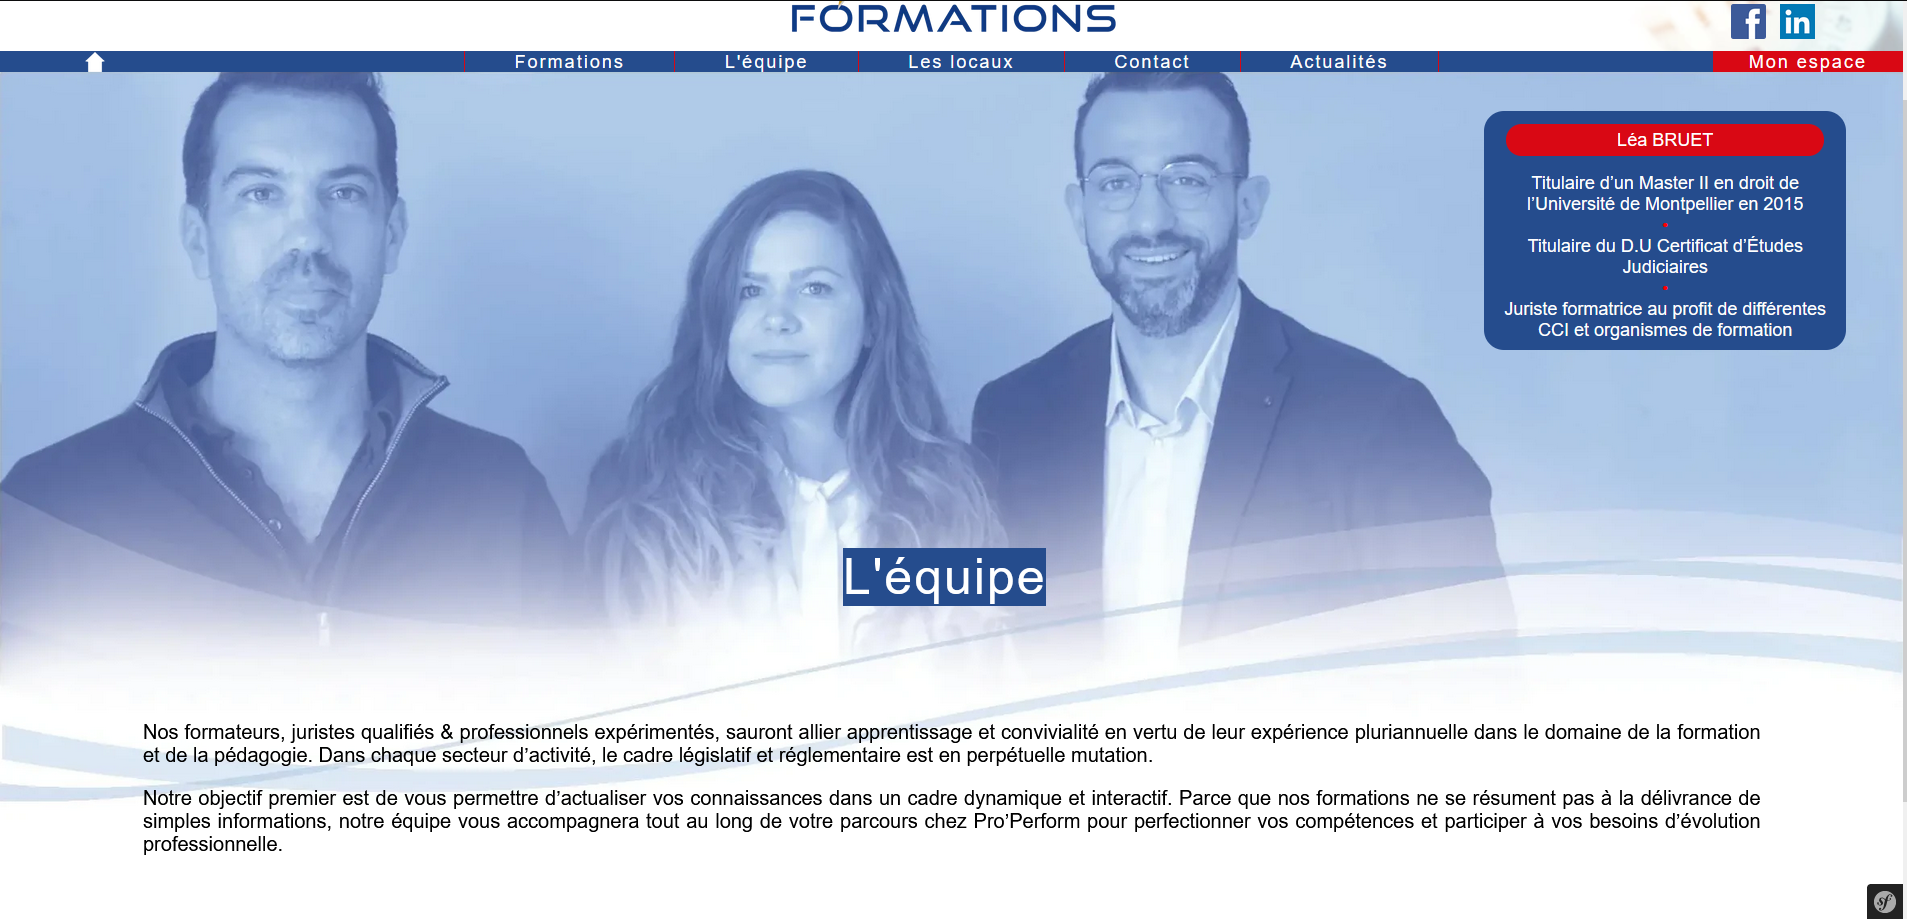 FORMATIONS
Formations
L'équipe
Les locaux
Contact
Actualités
Mon espace
Léa BRUET
Titulaire d’un Master II en droit de
l’Université de Montpellier en 2015
Titulaire du D.U Certificat d’Études
Judiciaires
Juriste formatrice au profit de différentes
CCI et organismes de formation
L'équipe
Nos formateurs, juristes qualifiés & professionnels expérimentés, sauront allier apprentissage et convivialité en vertu de leur expérience pluriannuelle dans le domaine de la formation
et de la pédagogie. Dans chaque secteur d’activité, le cadre législatif et réglementaire est en perpétuelle mutation.
Notre objectif premier est de vous permettre d’actualiser vos connaissances dans un cadre dynamique et interactif. Parce que nos formations ne se résument pas à la délivrance de
simples informations, notre équipe vous accompagnera tout au long de votre parcours chez Pro’Perform pour perfectionner vos compétences et participer à vos besoins d’évolution
professionnelle.